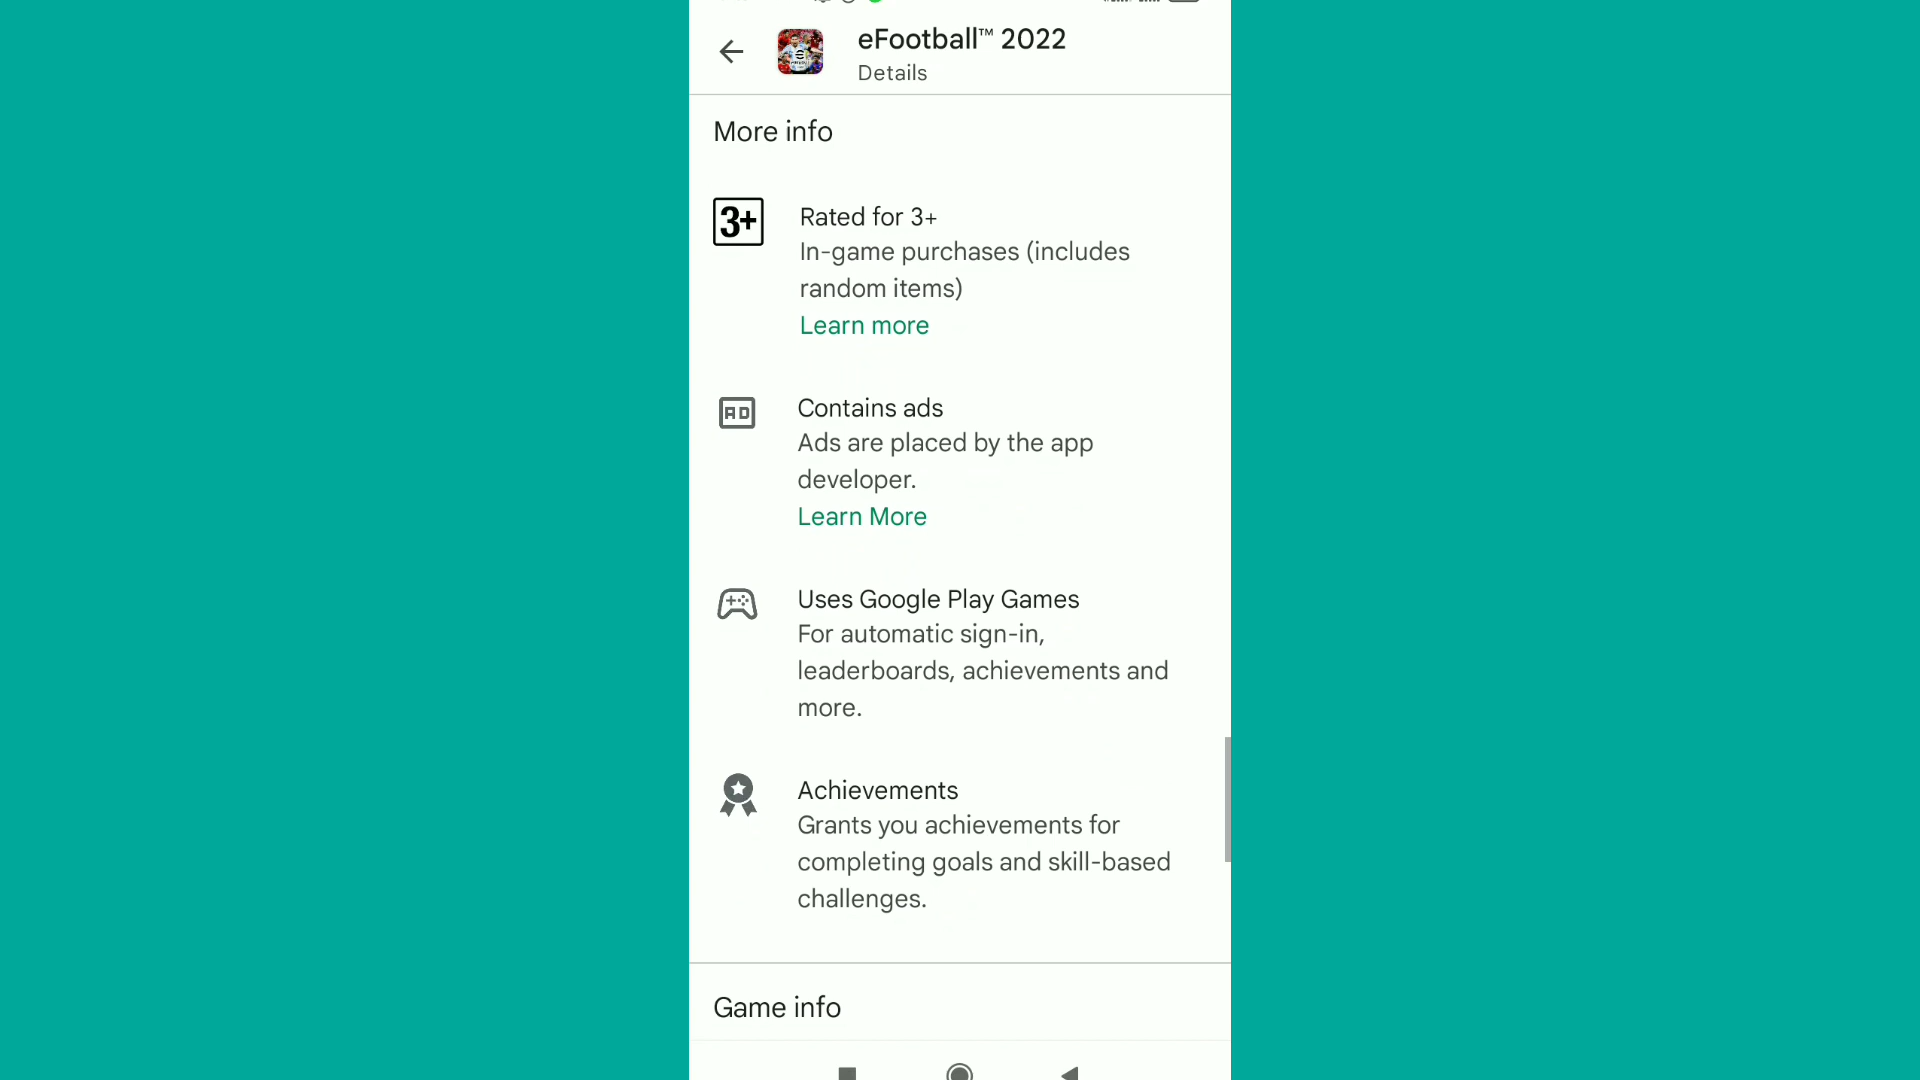 eFootball™ 2022
Details
More info
3+
Rated for 3+
In-game purchases (includes
random items)
Learn more
AD
Contains ads
Ads are placed by the app
developer.
Learn More
Uses Google Play Games
For automatic sign-in,
leaderboards, achievements and
more.
Achievements
Grants you achievements for
completing goals and skill-based
challenges.
Game info